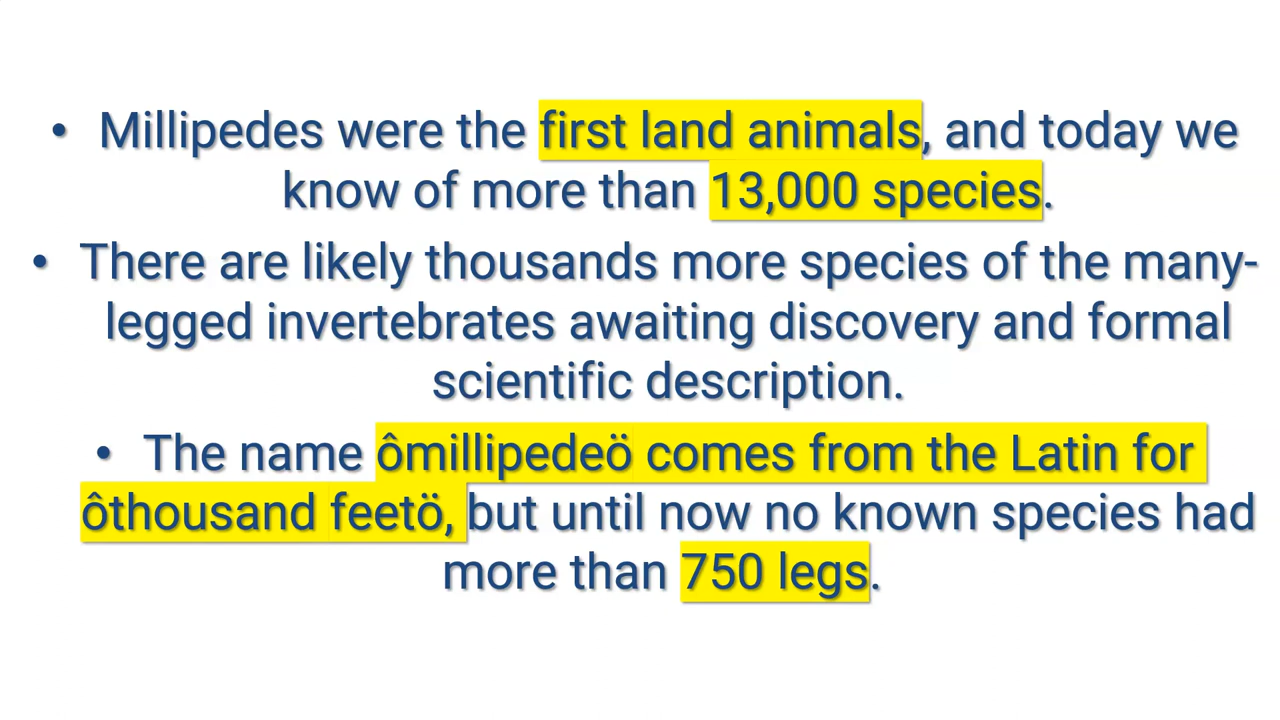 • Millipedes were the first land animals, and today we
know of more than 13,000 species.
• There are likely thousands more species of the many-
legged invertebrates awaiting discovery and formal
scientific description.
• The name ômillipedeö comes from the Latin for
ôthousand feetö, but until now no known species had
more than 750 legs.